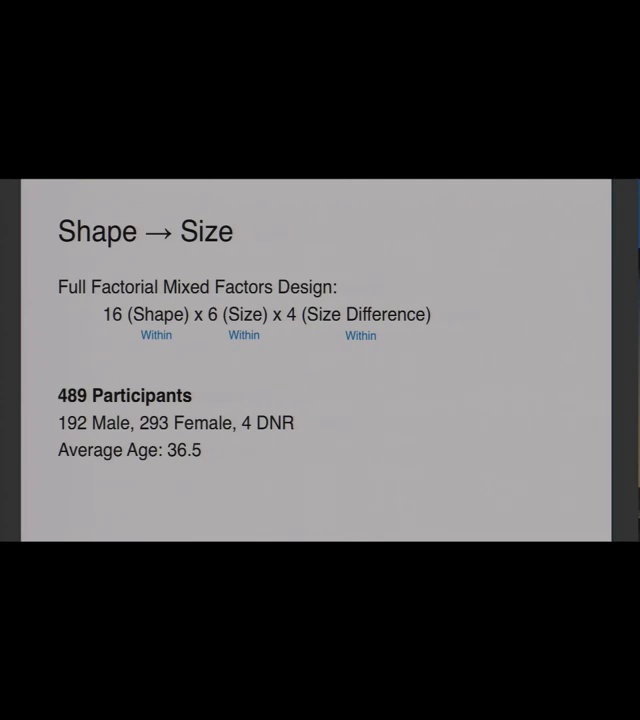 Shape → Size
Full Factorial Mixed Factors Design:
16 (Shape) x 6 (Size) x 4 (Size Difference)
Within Within Within
489 Participants
192 Male, 293 Female, 4 DNR
Average Age: 36.5